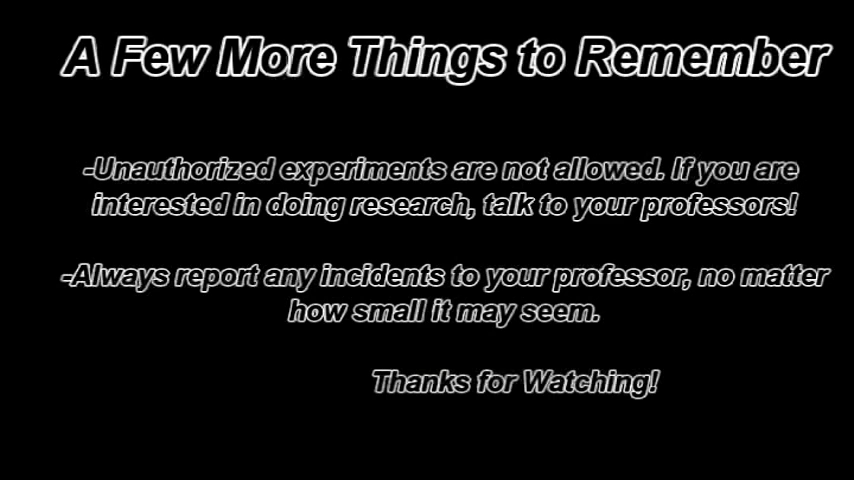 A Few More Things to Remember
-Unauthorized experiments are not allowed. If you are
interested in doing research, talk to your professors!
-Always report any incidents to your professor, no matter
how small it may seem.
Thanks for Watching!